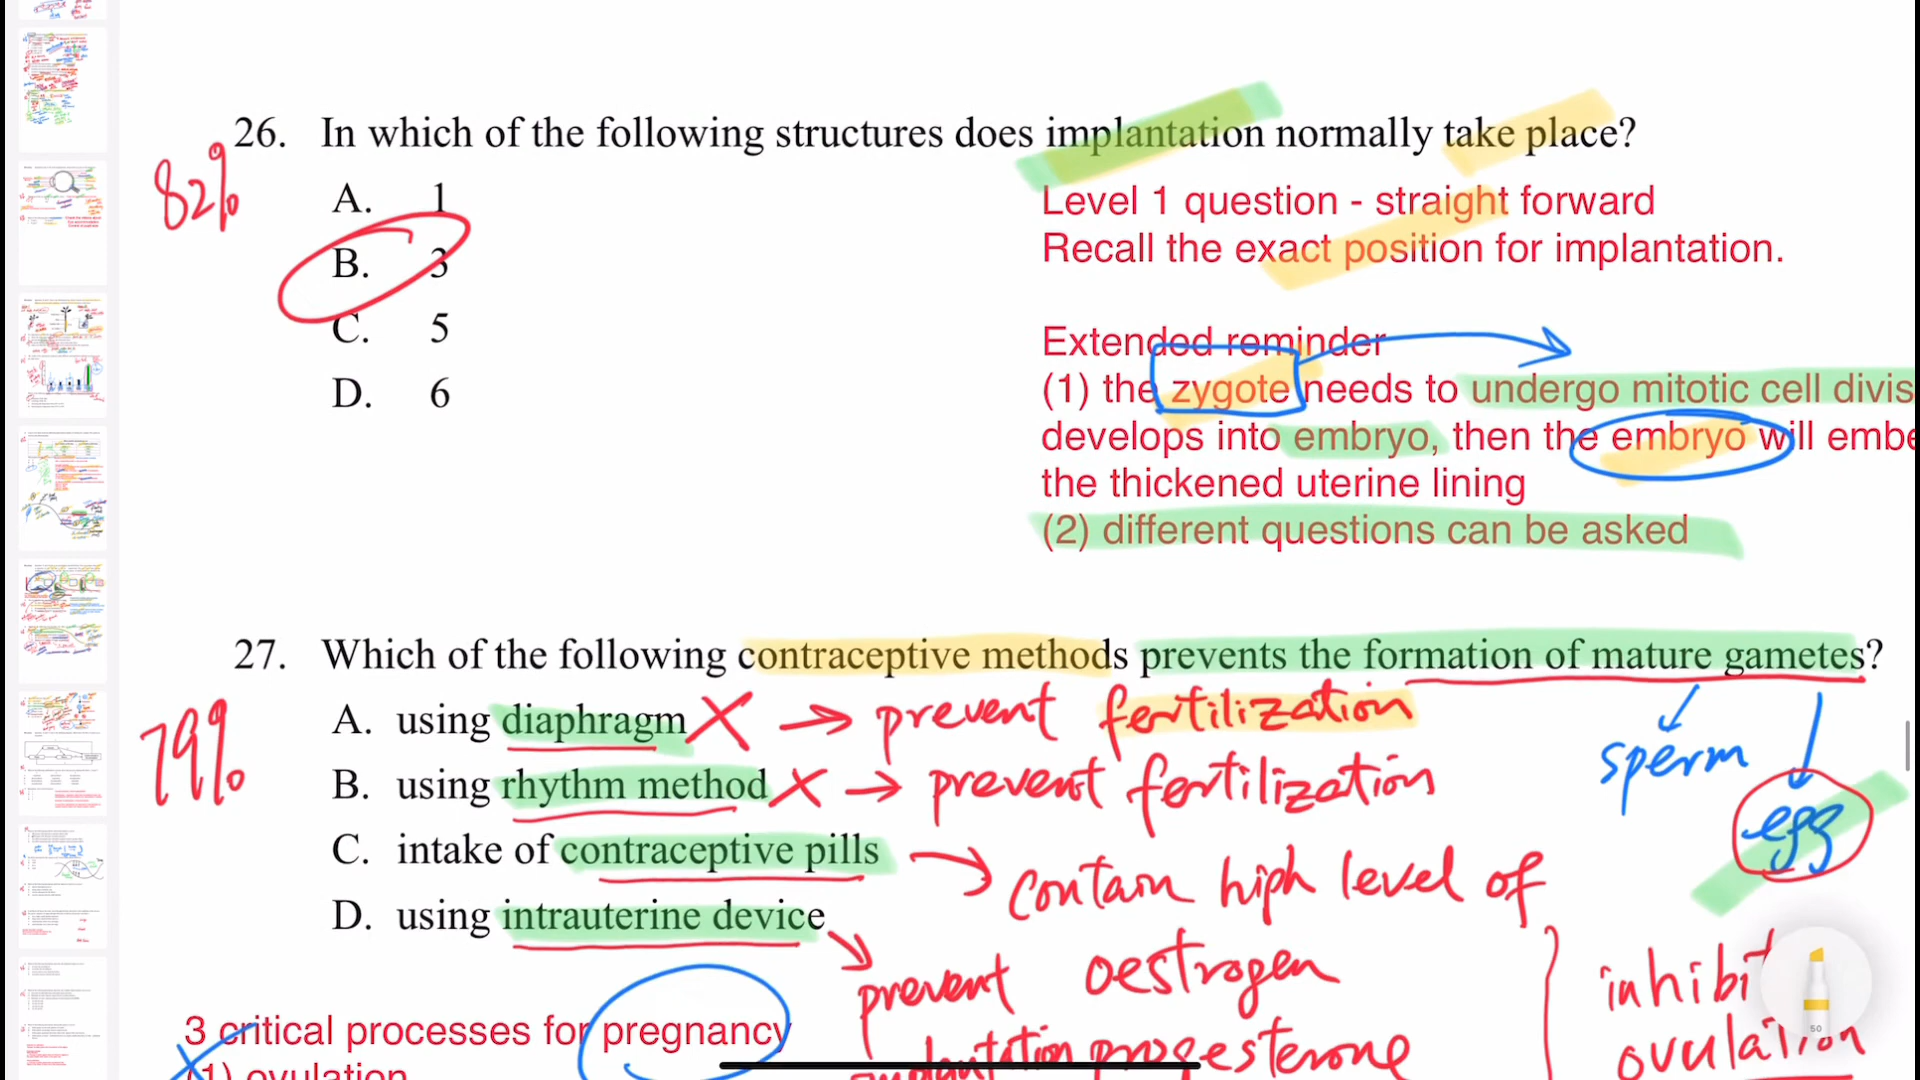 26. In which of the following structures does implantation normally take place?
82%
A. 1
B. 3
C. 5
D. 6
Level 1 question - straight forward
Recall the exact position for implantation.
Extended reminder
(1) the zygote needs to undergo mitotic cell divis
develops into embryo, then the embryo will embe
the thickened uterine lining
(2) different questions can be asked
27. Which of the following contraceptive methods prevents the formation of mature gametes?
79%
A. using diaphragm X → prevent fertilization
B. using rhythm method X → prevent fertilization
C. intake of contraceptive pills → contain high level of
D. using intrauterine device
sperm
egg
prevent
implantation
oestrogen
progesterone
inhibit
ovulation
3 critical processes for pregnancy
(1) ovulation
50